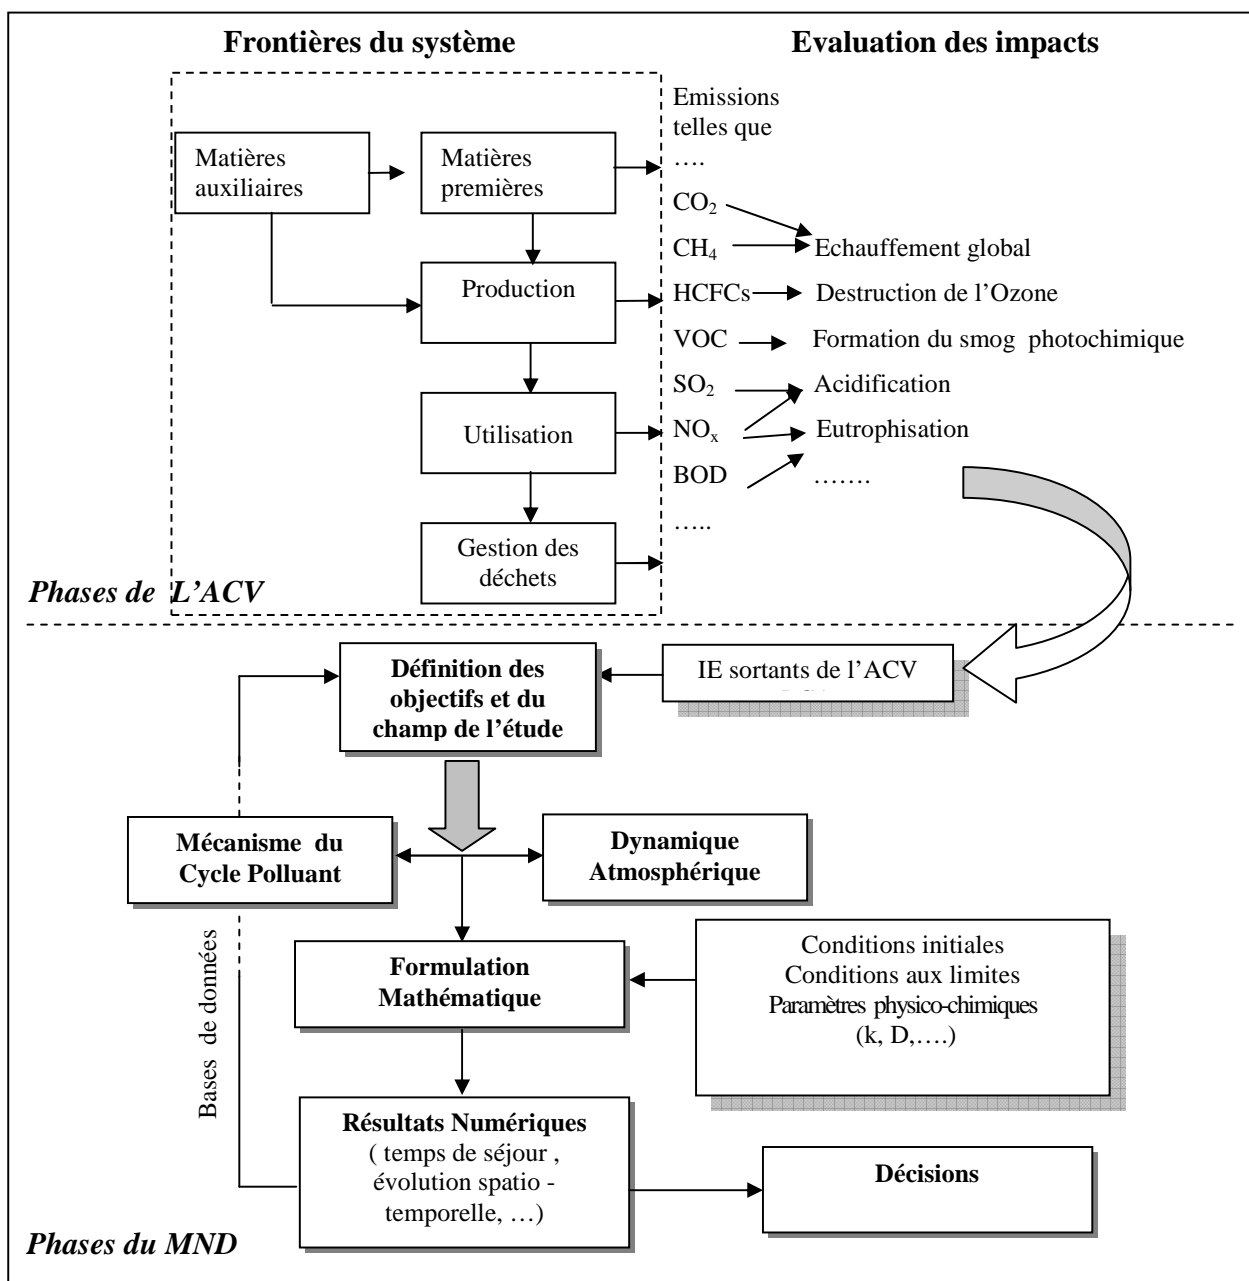 Frontières du système
Evaluation des impacts
Emissions
telles que
….
Matières
auxiliaires
Matières
premières
CO₂
CH₄
Echauffement global
Production
HCFCs
Destruction de l’Ozone
VOC
Formation du smog photochimique
SO₂
Acidification
Utilisation
NOₓ
Eutrophisation
BOD
…….
…..
Gestion des
déchets
Phases de L’ACV
Définition des
objectifs et du
champ de l’étude
IE sortants de l’ACV
Mécanisme du
Cycle Polluant
Dynamique
Atmosphérique
Bases de données
Formulation
Mathématique
Conditions initiales
Conditions aux limites
Paramètres physico-chimiques
(k, D,….)
Résultats Numériques
( temps de séjour ,
évolution spatio -
temporelle, …)
Décisions
Phases du MND